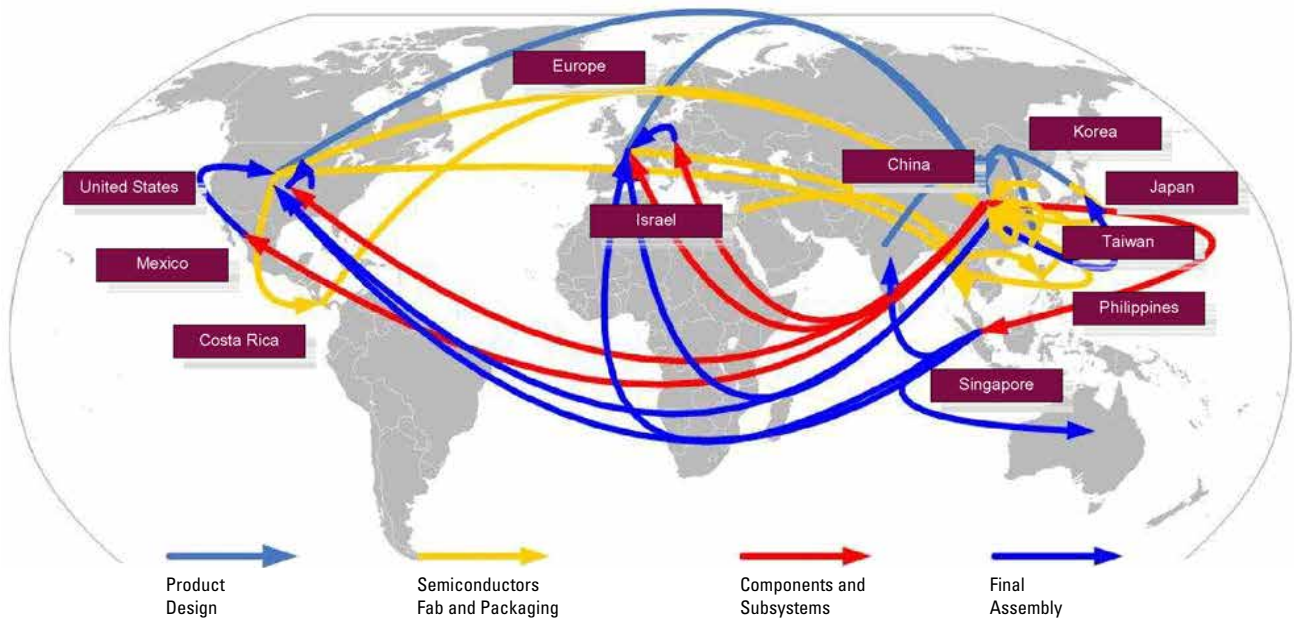 Europe
Korea
China
United States
Japan
Israel
Taiwan
Mexico
Philippines
Costa Rica
Singapore
Product
Design
Semiconductors
Fab and Packaging
Components and
Subsystems
Final
Assembly